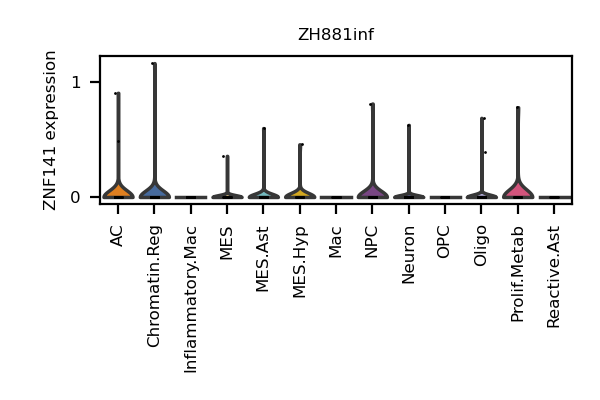 ZH881inf
ZNF141 expression
1
0
AC
Chromatin.Reg
Inflammatory.Mac
MES
MES.Ast
MES.Hyp
Mac
NPC
Neuron
OPC
Oligo
Prolif.Metab
Reactive.Ast